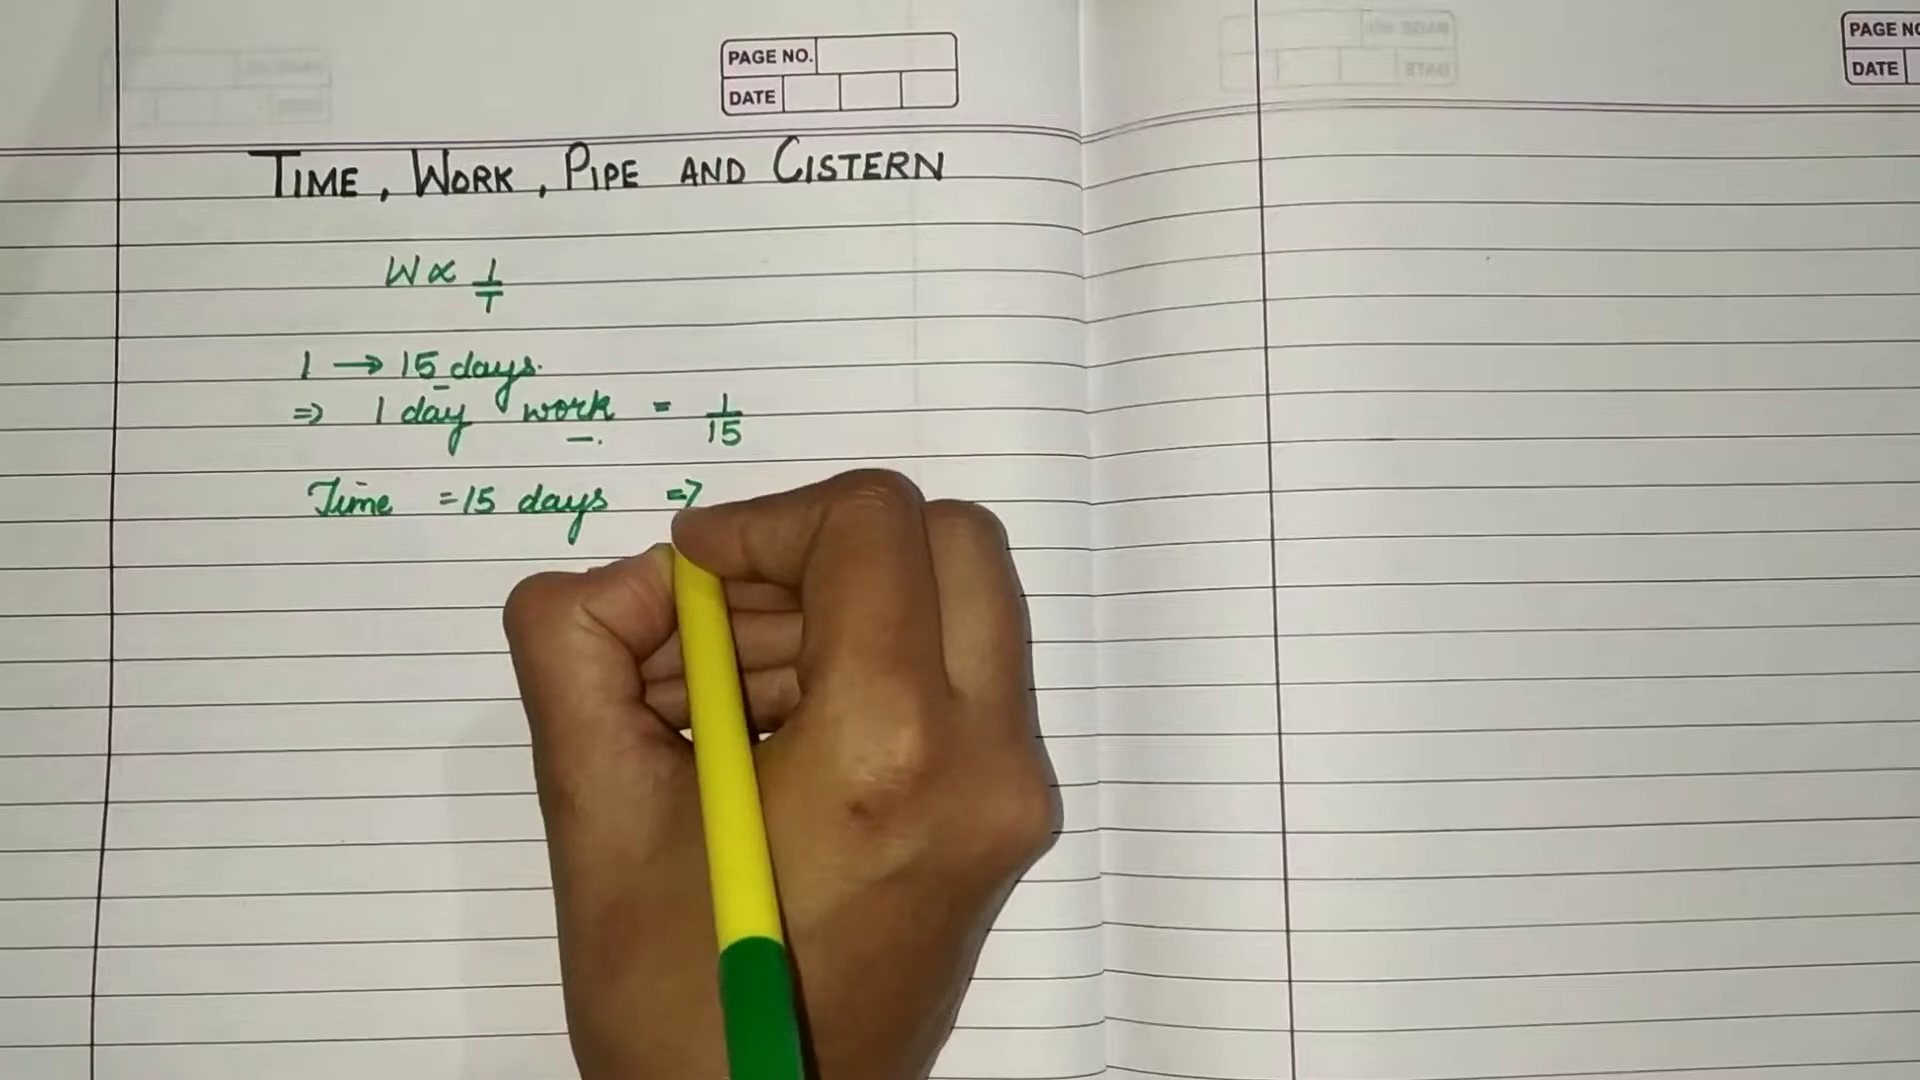 PAGE NO.
DATE
PAGE NO
DATE
TIME, WORK, PIPE AND CISTERN
W ∝ 1/T
1 → 15 days.
⇒ 1 day work = 1/15
Time = 15 days ⇒